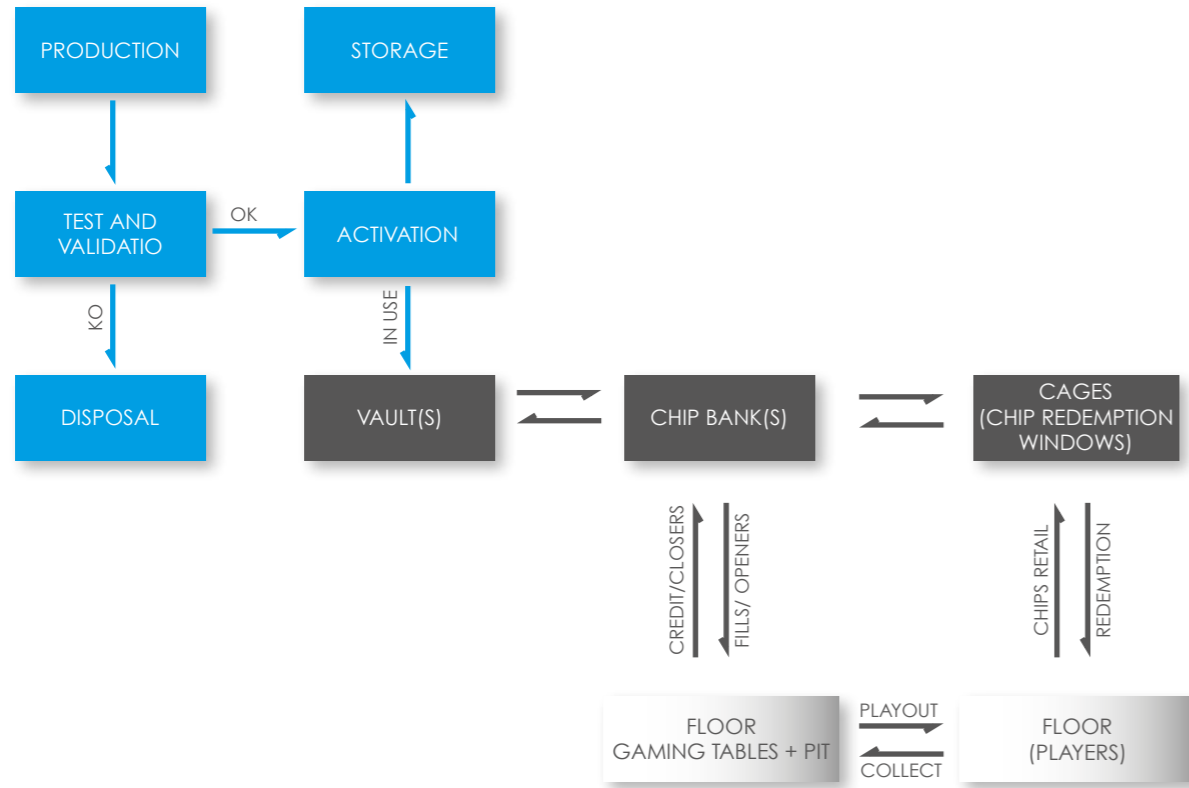 PRODUCTION
STORAGE
TEST AND
VALIDATIO
OK
ACTIVATION
KO
IN USE
DISPOSAL
VAULT(S)
CHIP BANK(S)
CAGES
(CHIP REDEMPTION
WINDOWS)
CREDIT/CLOSERS
FILLS/ OPENERS
CHIPS RETAIL
REDEMPTION
FLOOR
GAMING TABLES + PIT
PLAYOUT
COLLECT
FLOOR
(PLAYERS)